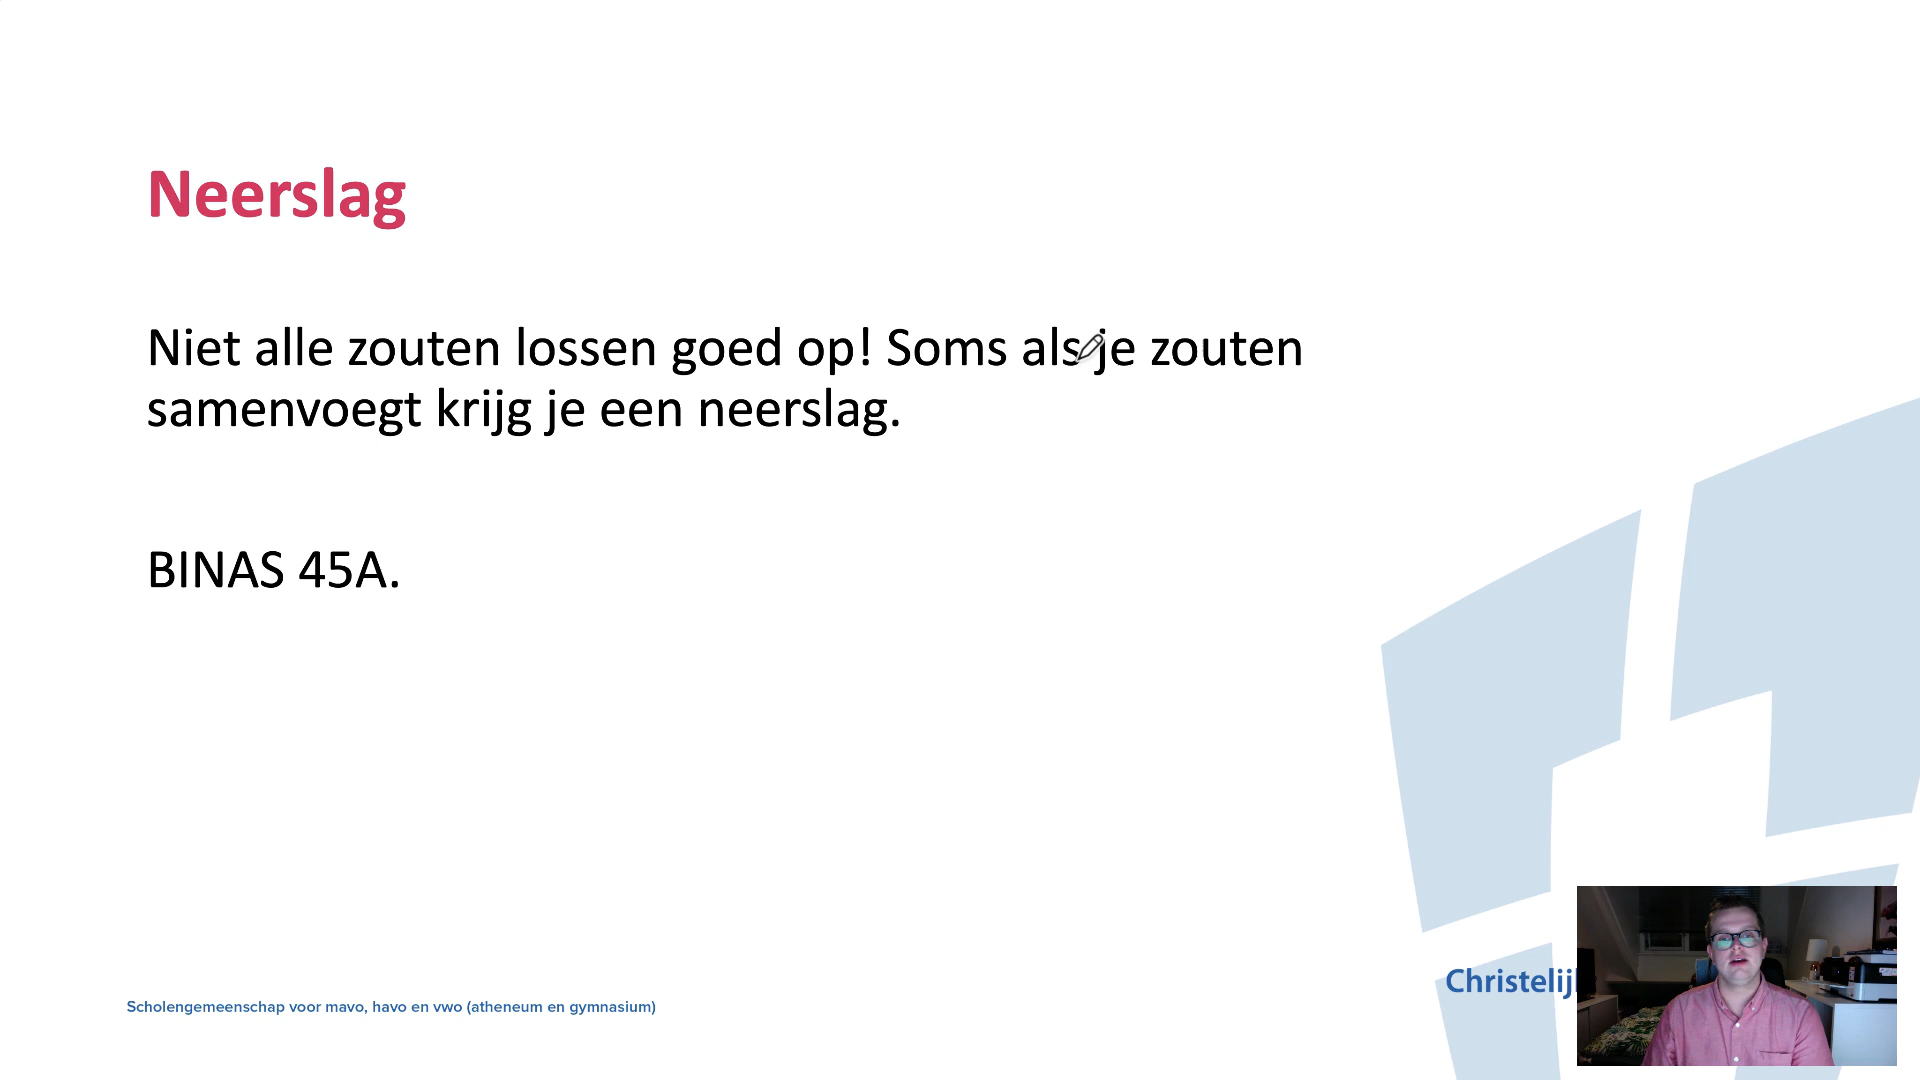 Neerslag
Niet alle zouten lossen goed op! Soms als je zouten
samenvoegt krijg je een neerslag.
BINAS 45A.
Scholengemeenschap voor mavo, havo en vwo (atheneum en gymnasium)